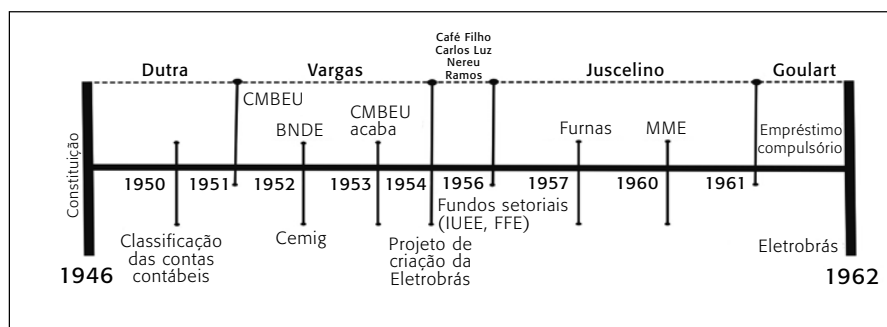 Café Filho
Carlos Luz
Nereu
Ramos
Dutra
Vargas
Juscelino
Goulart
Constituição
CMBEU
BNDE
CMBEU
acaba
Furnas
MME
Empréstimo
compulsório
1950
1951
1952
1953
1954
1956
1957
1960
1961
Classificação
das contas
contábeis
Cemig
Projeto de
criação da
Eletrobrás
Fundos setoriais
(IUEE, FFE)
Eletrobrás
1946
1962